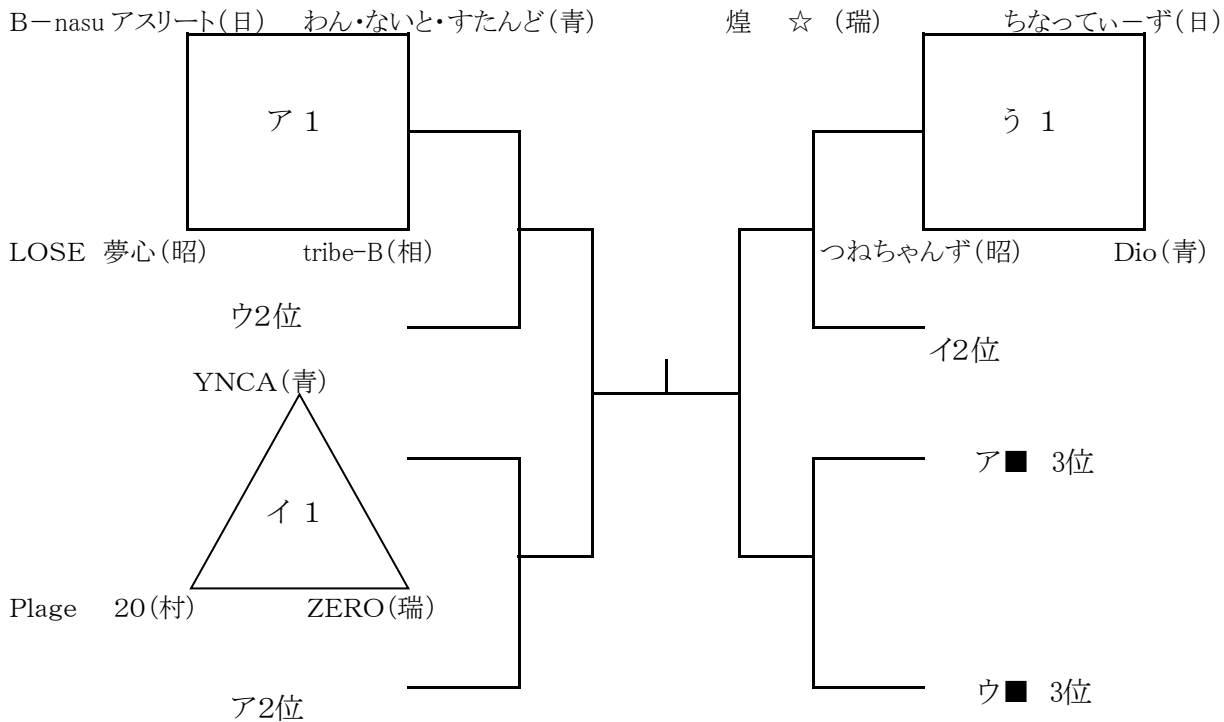 B－nasu アスリート（日） わん・ないと・すたんど（青） 煌 ☆ （瑞） ちなってぃーず（日）
ア 1 う 1
LOSE 夢心（昭） tribe-B（相） つねちゃんず（昭） Dio（青）
ウ2位
イ2位
YNCA（青）
ア■ 3位
イ 1
Plage 20（村） ZERO（瑞）
ウ■ 3位
ア2位